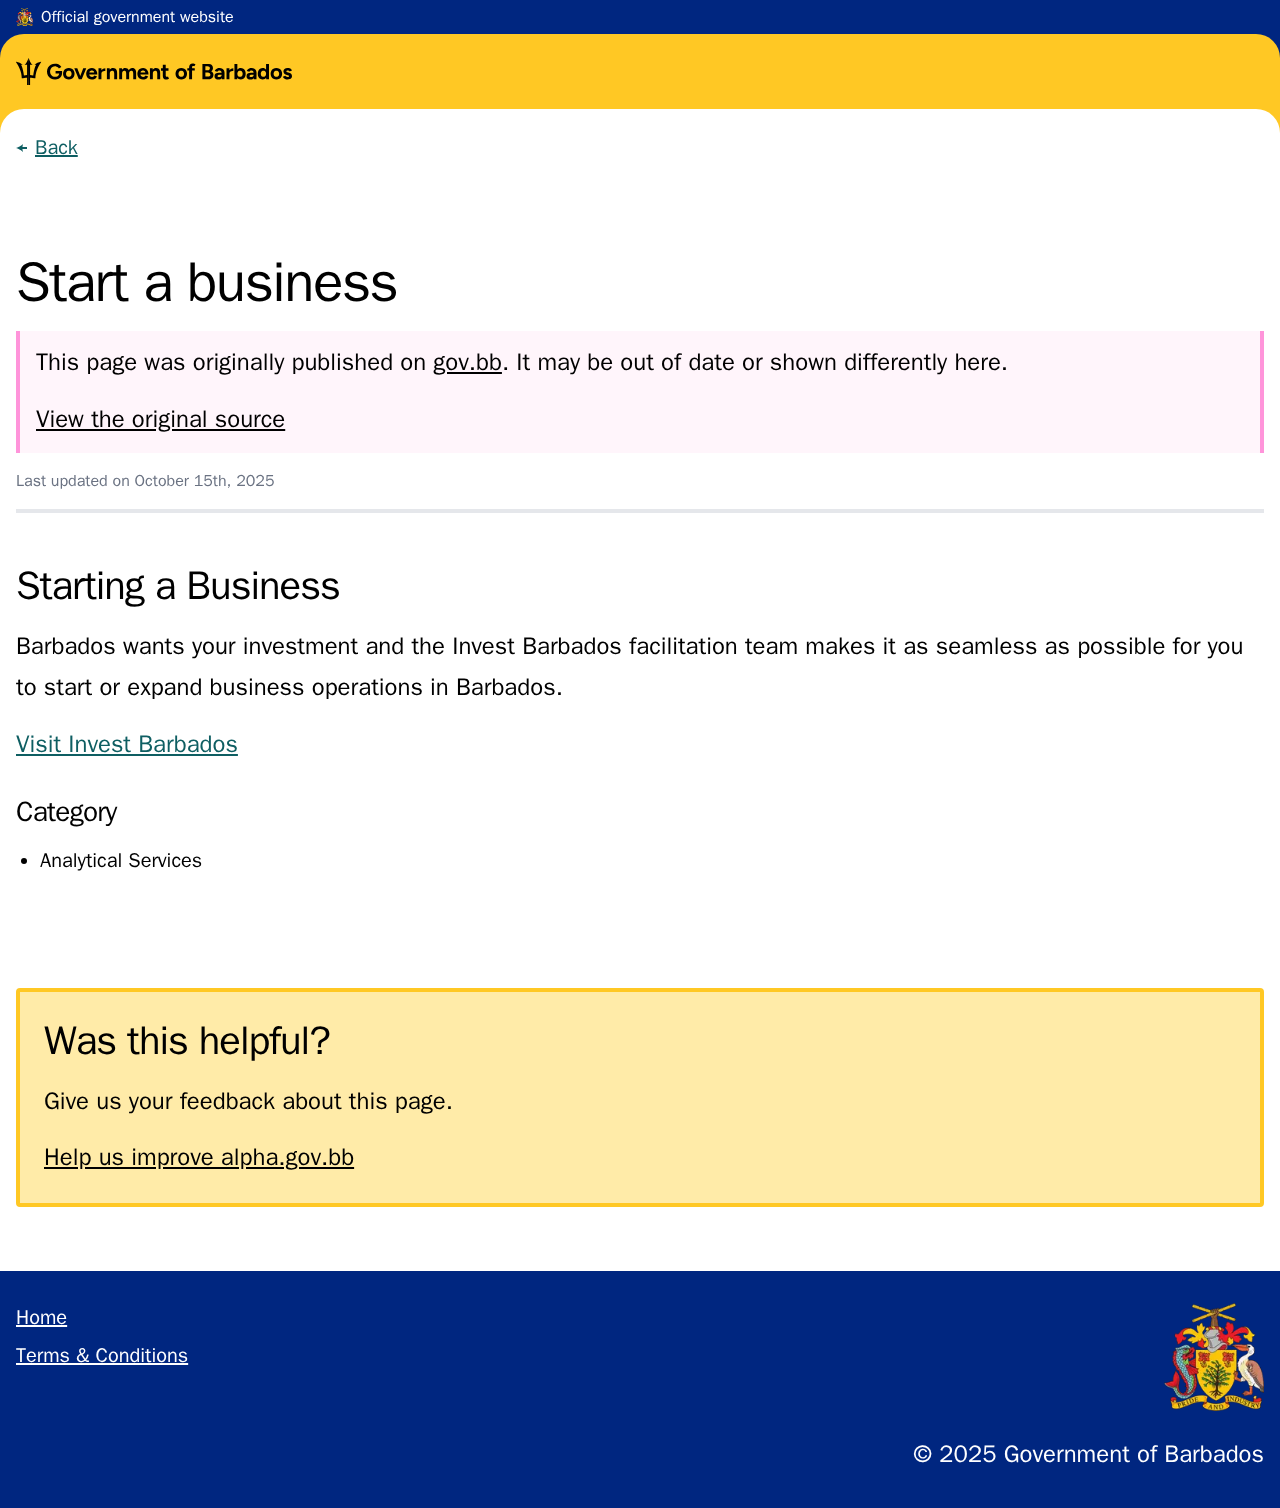 Official government website
Government of Barbados
← Back
Start a business
This page was originally published on gov.bb. It may be out of date or shown differently here.
View the original source
Last updated on October 15th, 2025
Starting a Business
Barbados wants your investment and the Invest Barbados facilitation team makes it as seamless as possible for you
to start or expand business operations in Barbados.
Visit Invest Barbados
Category
• Analytical Services
Was this helpful?
Give us your feedback about this page.
Help us improve alpha.gov.bb
Home
Terms & Conditions
PRIDE AND INDUSTRY
© 2025 Government of Barbados